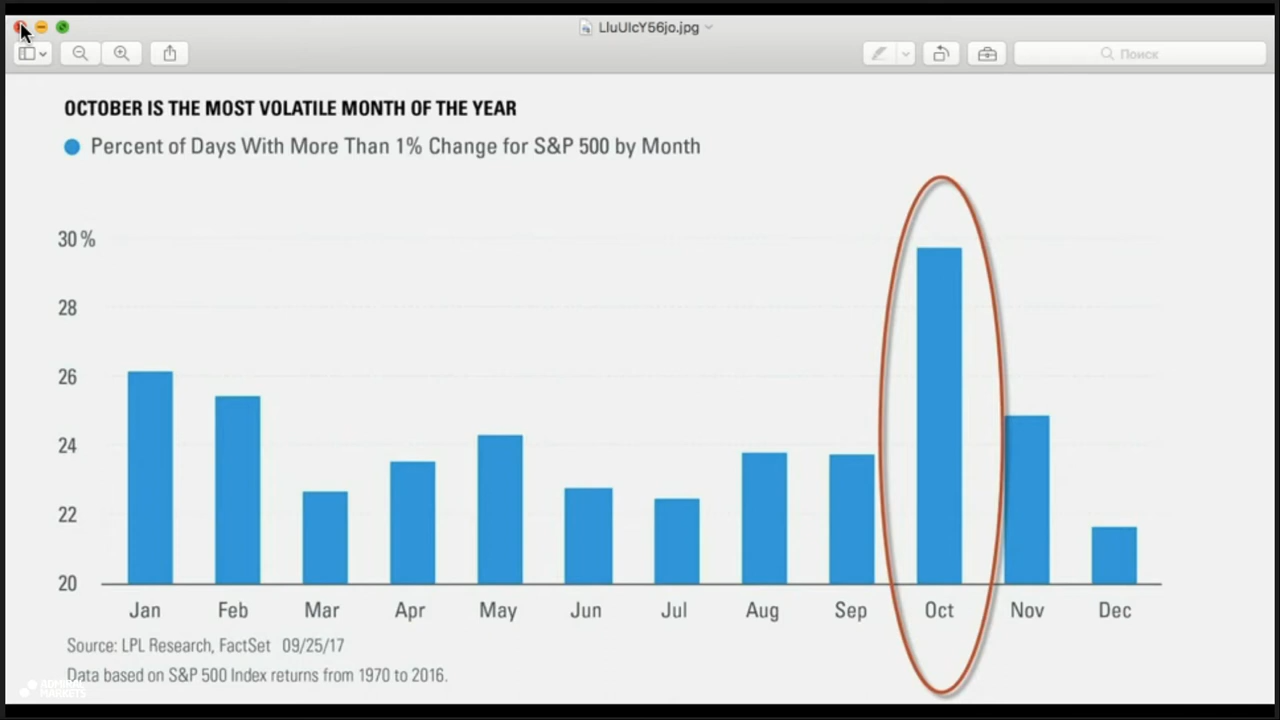 LluUlcY56jo.jpg
Поиск
OCTOBER IS THE MOST VOLATILE MONTH OF THE YEAR
Percent of Days With More Than 1% Change for S&P 500 by Month
30 %
28
26
24
22
20
Jan Feb Mar Apr May Jun Jul Aug Sep Oct Nov Dec
Source: LPL Research, FactSet 09/25/17
Data based on S&P 500 Index returns from 1970 to 2016.
ADMIRAL
MARKETS